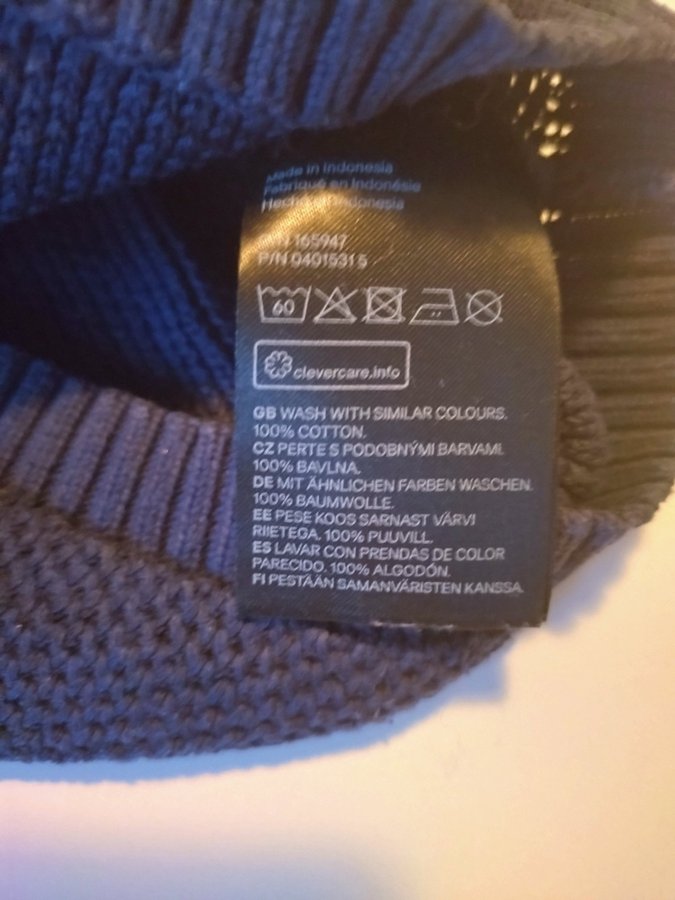 Made in Indonesia
Fabriqué en Indonésie
Hecho en Indonesia
165947
P/N 04015315
60
clevercare.info
GB WASH WITH SIMILAR COLOURS.
100% COTTON.
CZ PERTE S PODOBNÝMI BARVAMI.
100% BAVLNA.
DE MIT ÄHNLICHEN FARBEN WASCHEN.
100% BAUMWOLLE.
EE PESE KOOS SARNAST VÄRVI
RIIETEGA. 100% PUUVILL.
ES LAVAR CON PRENDAS DE COLOR
PARECIDO. 100% ALGODÓN.
FI PESTÄÄN SAMANVÄRISTEN KANSSA.